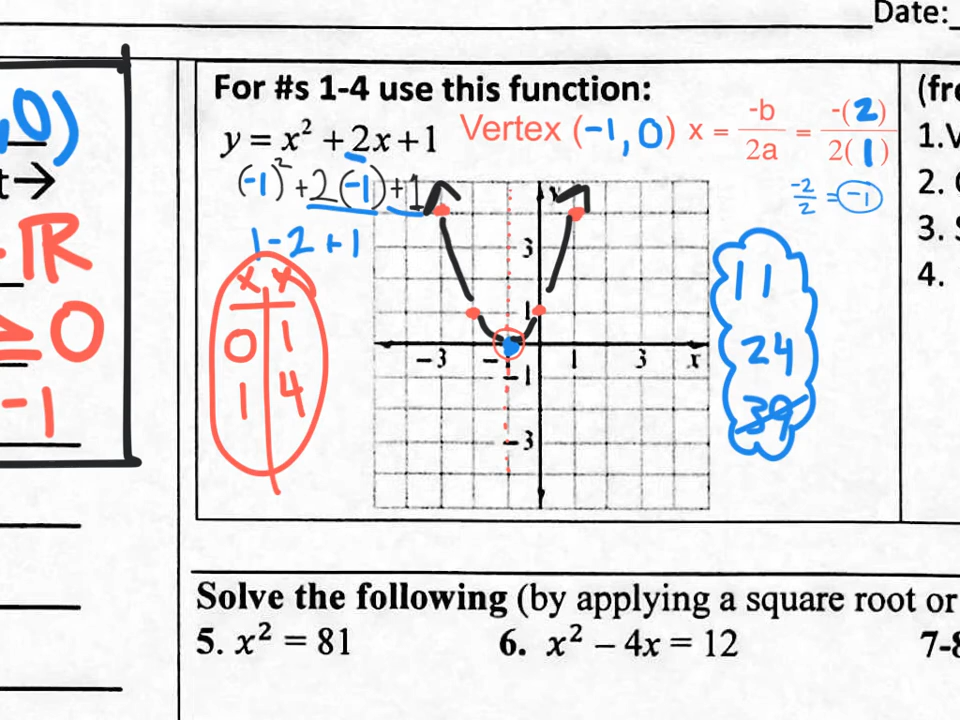 Date:
,0)
t→
ℝ
≥0
-1
For #s 1-4 use this function:
y = x² + 2x + 1
Vertex (-1,0) x = -b/2a = -(2)/2(1)
(-1)²+2(-1)+1
-2/2 = -1
1-2+1
0 1
1 4
y
3
1
-3 - 1 3 x
-1
-3
11
24
39
(fre
1.V
2.
3. S
4.
Solve the following (by applying a square root or
5. x² = 81
6. x² – 4x = 12
7-8